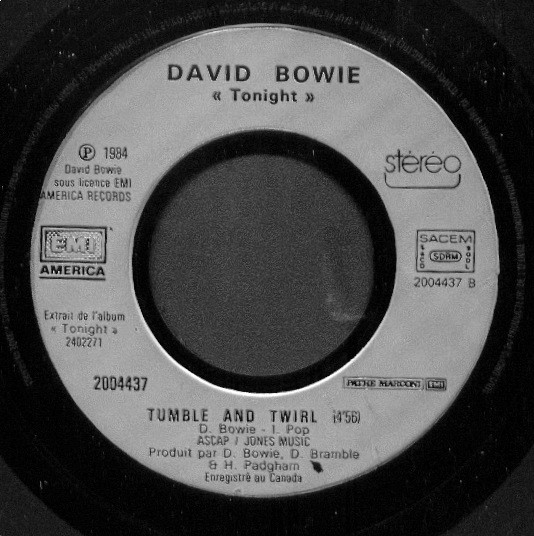 DAVID BOWIE
« Tonight »
Ⓟ 1984
David Bowie
sous licence EMI
AMERICA RECORDS
stéréo
EMI
AMERICA
SACEM
SACD
SDRM
SGDL
2004437 B
Extrait de l'album
« Tonight »
2402271
2004437
PATHE MARCONI EMI
TUMBLE AND TWIRL (4'56)
D. Bowie - I. Pop
ASCAP / JONES MUSIC
Produit par D. Bowie, D. Bramble
& H. Padgham
Enregistré au Canada